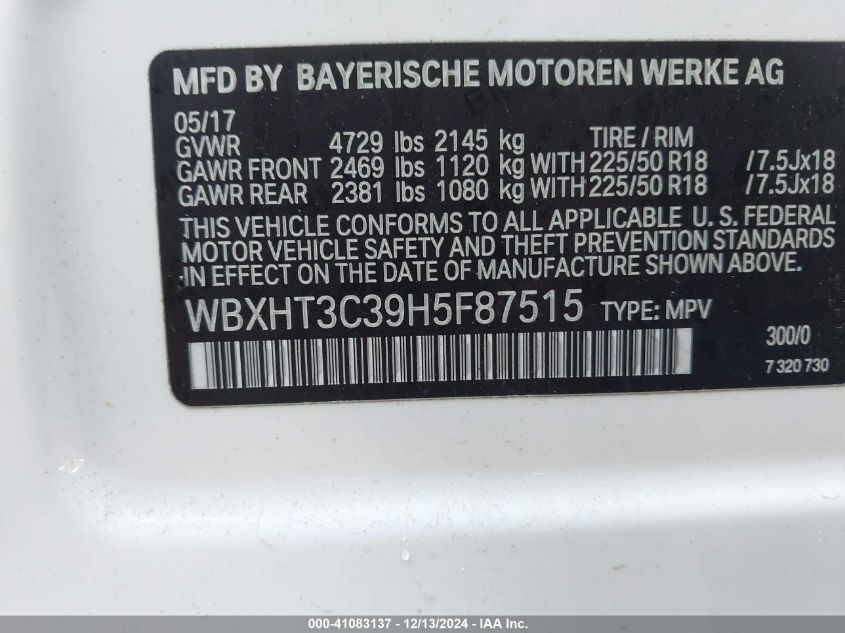 MFD BY BAYERISCHE MOTOREN WERKE AG
05/17
GVWR 4729 lbs 2145 kg TIRE / RIM
GAWR FRONT 2469 lbs 1120 kg WITH 225/50 R18 /7.5Jx18
GAWR REAR 2381 lbs 1080 kg WITH 225/50 R18 /7.5Jx18
THIS VEHICLE CONFORMS TO ALL APPLICABLE U. S. FEDERAL
MOTOR VEHICLE SAFETY AND THEFT PREVENTION STANDARDS
IN EFFECT ON THE DATE OF MANUFACTURE SHOWN ABOVE.
WBXHT3C39H5F87515 TYPE: MPV
300/0
7 320 730
000-41083137 - 12/13/2024 - IAA, Inc.